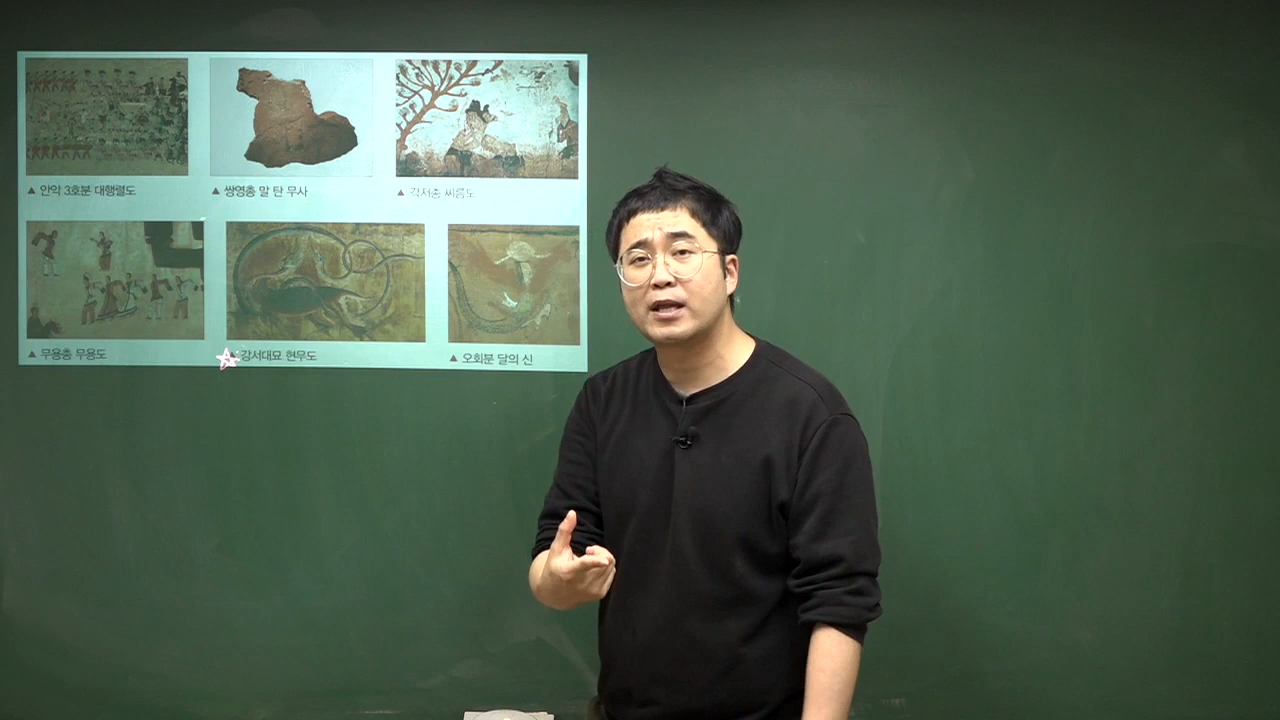 ▲ 안악 3호분 대행렬도
▲ 쌍영총 말 탄 무사
▲ 각저총 씨름도
▲ 무용총 무용도
강서대묘 현무도
▲ 오회분 달의 신